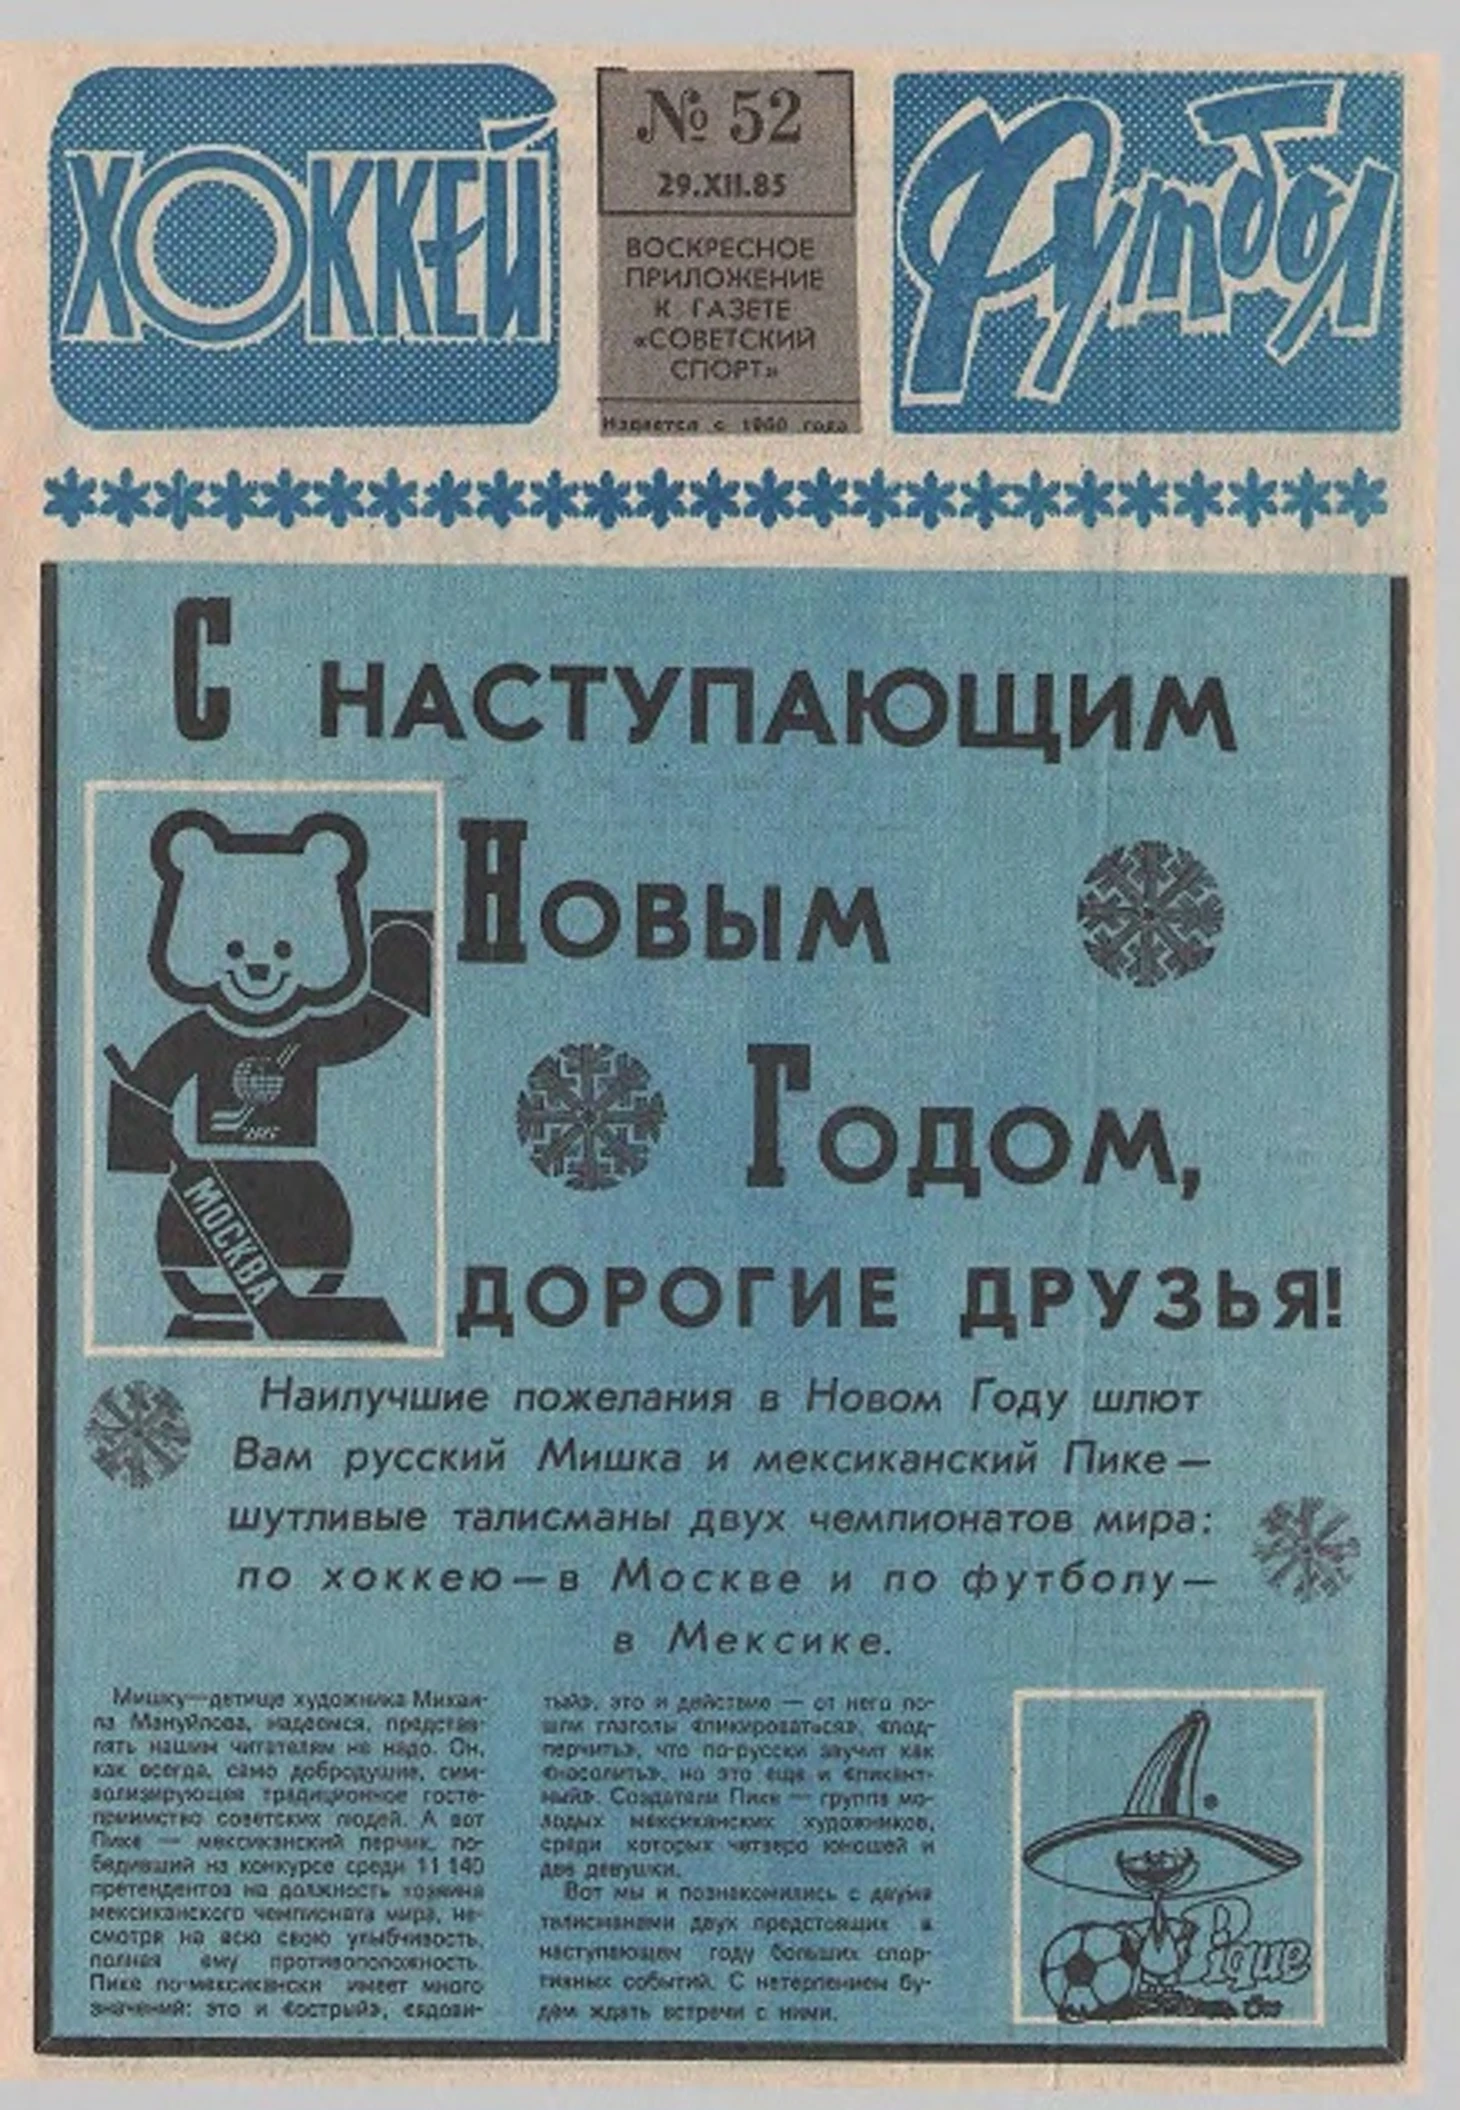 ХОККЕЙ
№ 52
29.XII.85
ВОСКРЕСНОЕ
ПРИЛОЖЕНИЕ
К ГАЗЕТЕ
«СОВЕТСКИЙ
СПОРТ»
Издается с 1960 года
Футбол
С НАСТУПАЮЩИМ
НОВЫМ
ГОДОМ,
ДОРОГИЕ ДРУЗЬЯ!
МОСКВА
Наилучшие пожелания в Новом Году шлют
Вам русский Мишка и мексиканский Пике—
шутливые талисманы двух чемпионатов мира:
по хоккею—в Москве и по футболу—
в Мексике.
Мишку—детище художника Михаи-
ла Мануйлова, надеемся, представ-
лять нашим читателям не надо. Он,
как всегда, само добродушие, сим-
волизирующее традиционное госте-
приимство советских людей. А вот
Пике — мексиканский перчик, по-
бедивший на конкурсе среди 11 140
претендентов на должность хозяина
мексиканского чемпионата мира, не-
смотря на всю свою улыбчивость,
полная ему противоположность.
Пике по-мексикански имеет много
значений: это и «острый», «ядови-
тый», это и действие — от него по-
шли глаголы «пикироваться», «под-
перчить», что по-русски звучит как
«насолить», но это еще и «пикант-
ный». Создатели Пике — группа мо-
лодых мексиканских художников,
среди которых четверо юношей и
две девушки.
Вот мы и познакомились с двумя
талисманами двух предстоящих в
наступающем году больших спор-
тивных событий. С нетерпением бу-
дем ждать встречи с ними.
Pique